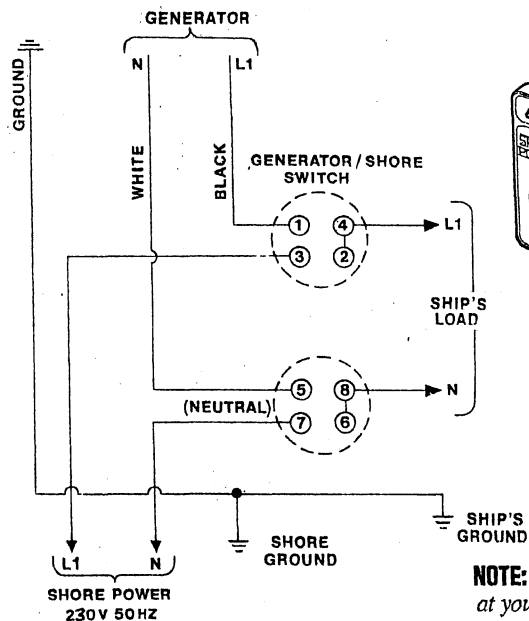 GENERATOR
N
L1
GROUND
WHITE
BLACK
GENERATOR/SHORE
SWITCH
1
4
L1
3
2
SHIP'S
LOAD
5
8
N
(NEUTRAL)
7
6
SHORE
GROUND
SHIP'S
GROUND
L1
N
SHORE POWER
230V 50HZ
NOTE:
at you